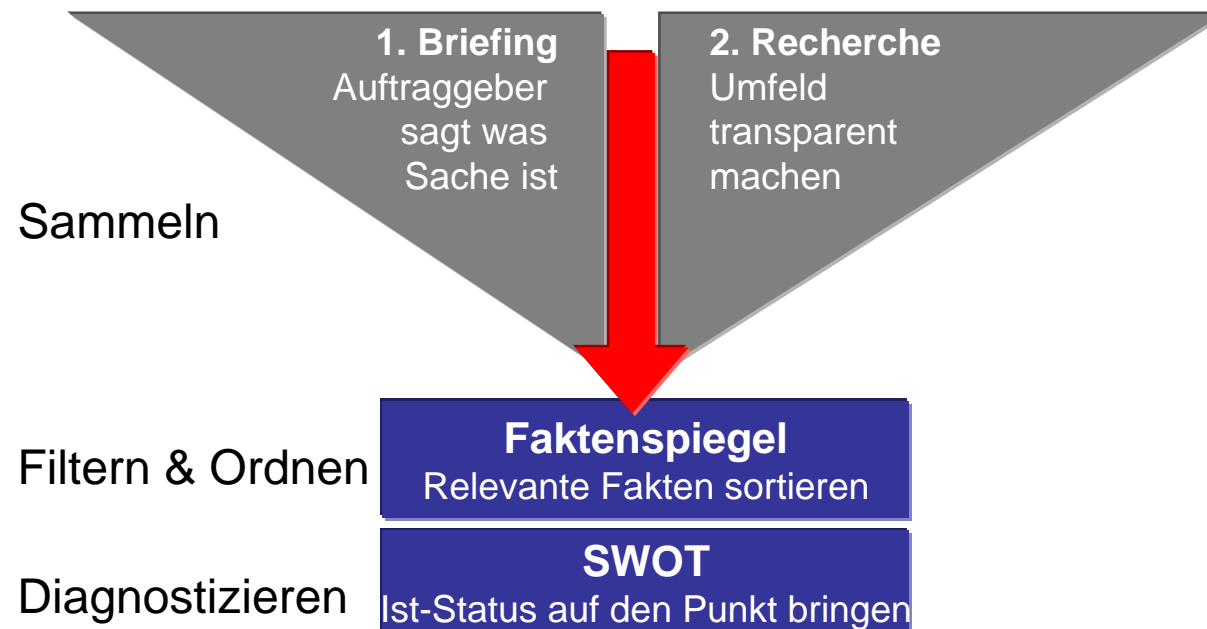 1. Briefing
Auftraggeber
sagt was
Sache ist
2. Recherche
Umfeld
transparent
machen
Sammeln
Filtern & Ordnen
Faktenspiegel
Relevante Fakten sortieren
Diagnostizieren
SWOT
Ist-Status auf den Punkt bringen